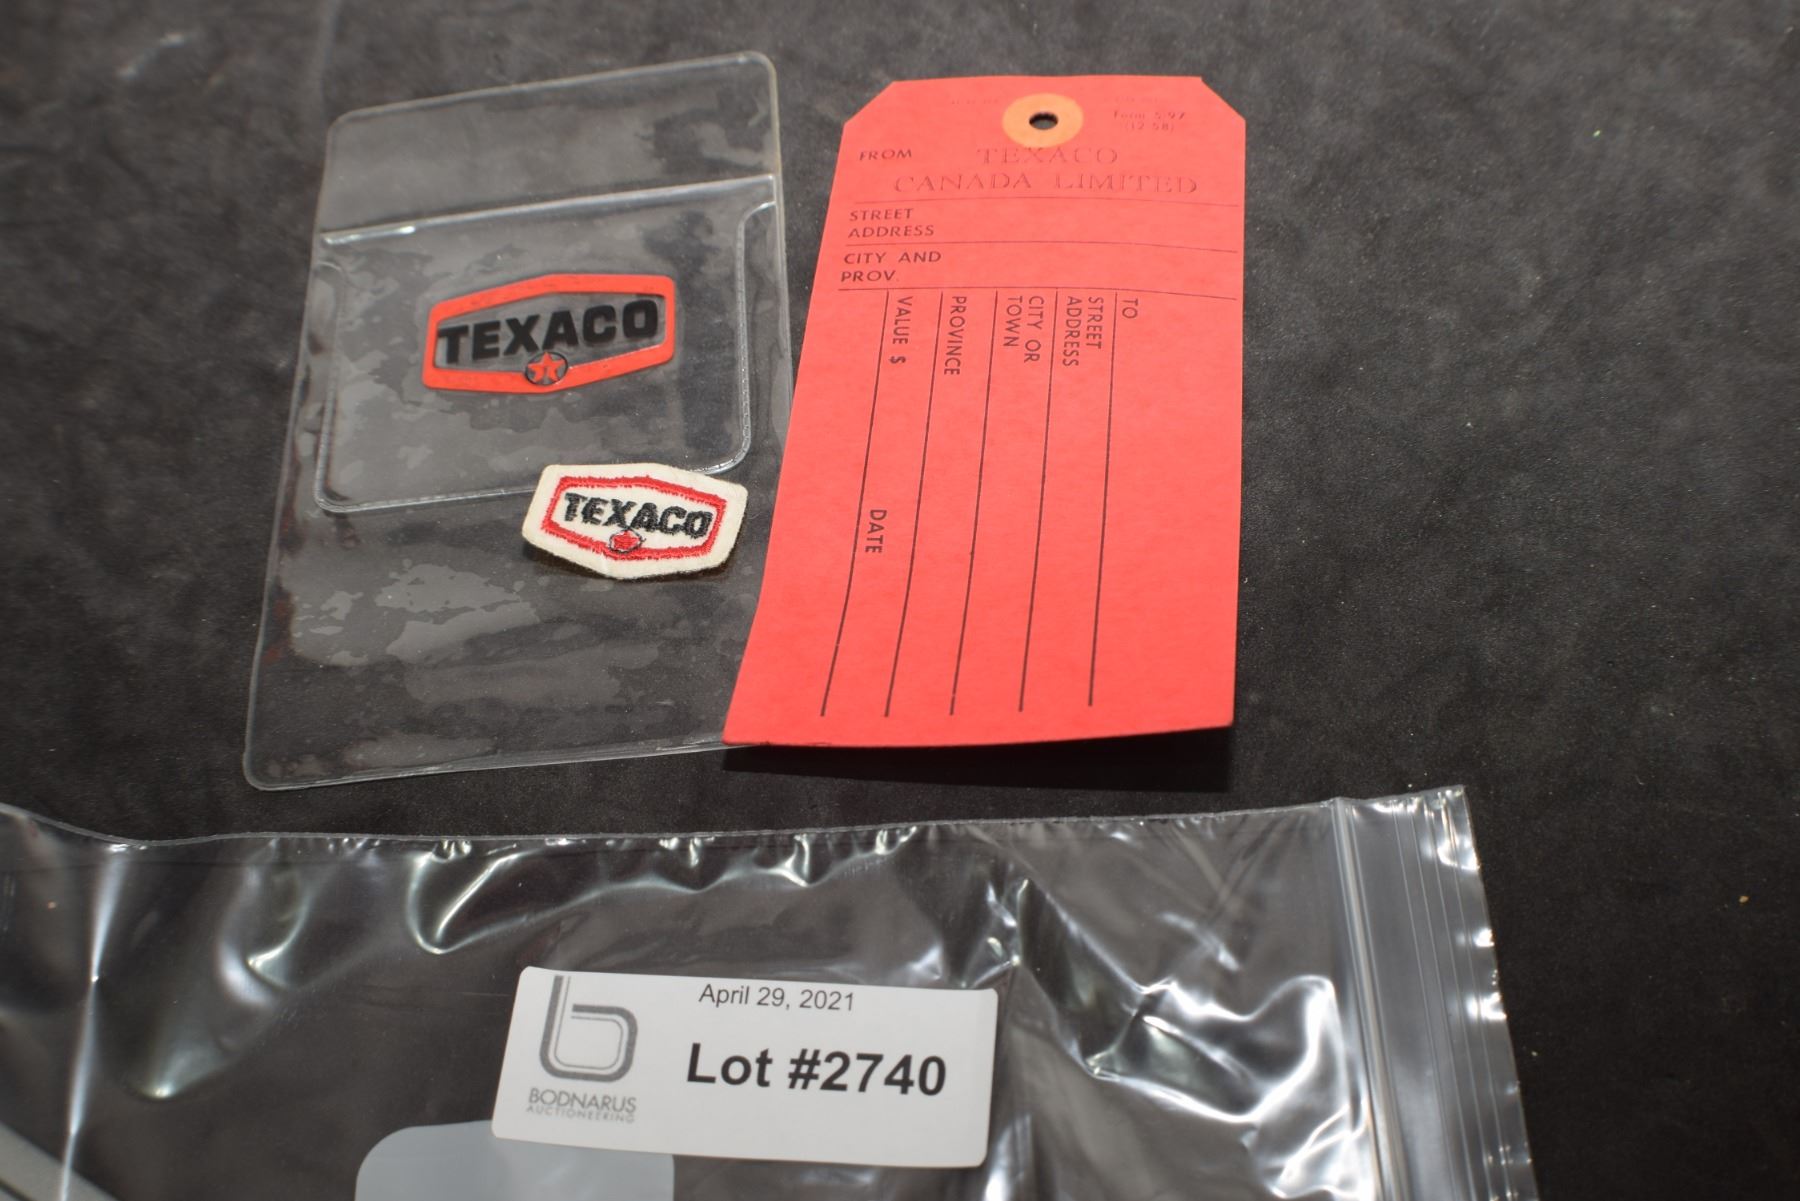 TEXACO
TEXACO
Form S-97
(12-58)
FROM TEXACO
CANADA LIMITED
STREET
ADDRESS
CITY AND
PROV.
TO
STREET
ADDRESS
CITY OR
TOWN
PROVINCE
VALUE $
DATE
April 29, 2021
Lot #2740
BODNARUS
AUCTIONEERING